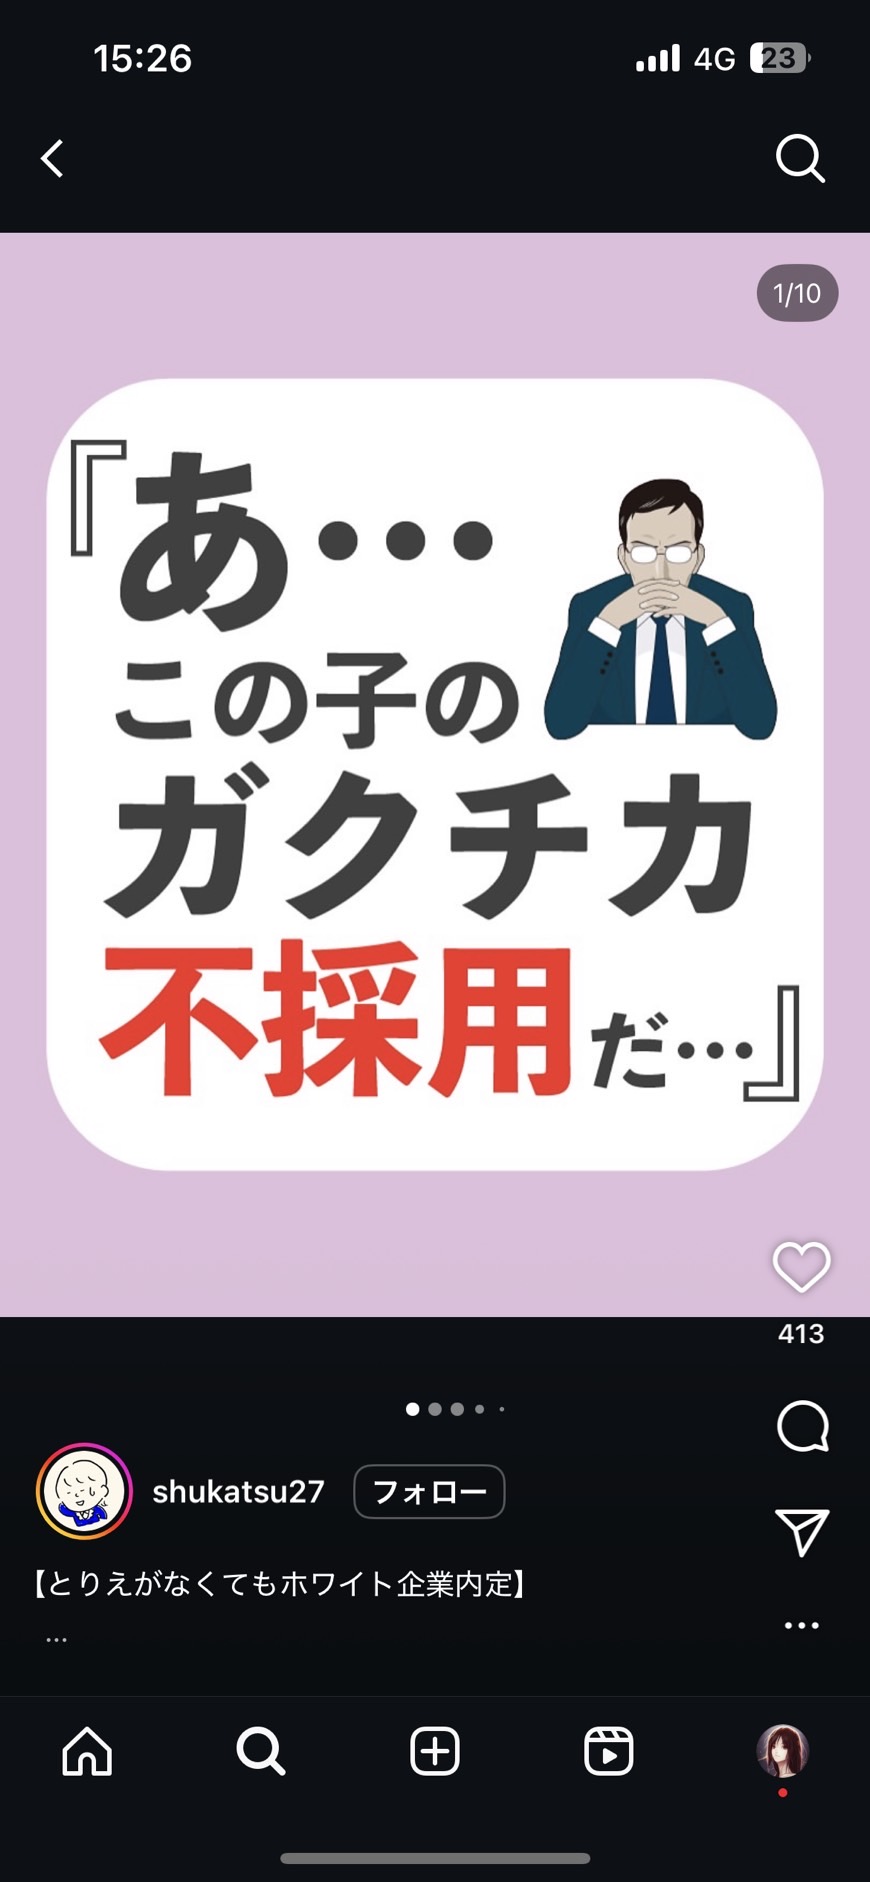 15:26
4G 23
1/10
『あ・・・
この子の
ガクチカ
不採用だ…』
413
shukatsu27 フォロー
【とりえがなくてもホワイト企業内定】
...